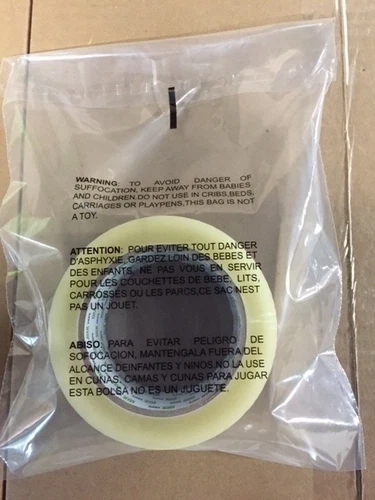 WARNING: TO AVOID DANGER OF
SUFFOCATION, KEEP AWAY FROM BABIES
AND CHILDREN.DO NOT USE IN CRIBS,BEDS,
CARRIAGES OR PLAYPENS,THIS BAG IS NOT
A TOY.
ATTENTION: POUR EVITER TOUT DANGER
D'ASPHYXIE, GARDEZ LOIN DES BEBES ET
DES ENFANTS, NE PAS VOUS EN SERVIR
POUR LES COUCHETTES DE BEBE, LITS,
CARROSSES OU LES PARCS,CE SAC NEST
PAS UN JOUET.
ABISO: PARA EVITAR PELIGRO DE
SOFOCACION, MANTENGALA FUERA DEL
ALCANCE DEINFANTES Y NINOS NO LA USE
EN CUNAS, CAMAS Y CUNAS PARA JUGAR,
ESTA BOLSA NO ES UN JUGUETE.